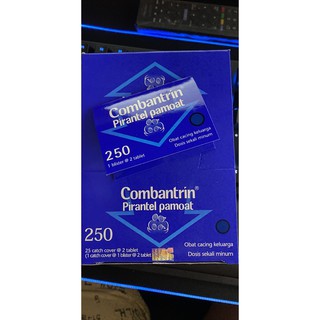 Combantrin
Pirantel pamoat
250
1 blister @ 2 tablet
Obat cacing keluarga
Dosis sekali minum
Combantrin®
Pirantel pamoat
250
25 catch cover @ 2 tablet
(1 catch cover @ 1 blister @ 2 tablet
Obat cacing keluarga
Dosis sekali minum